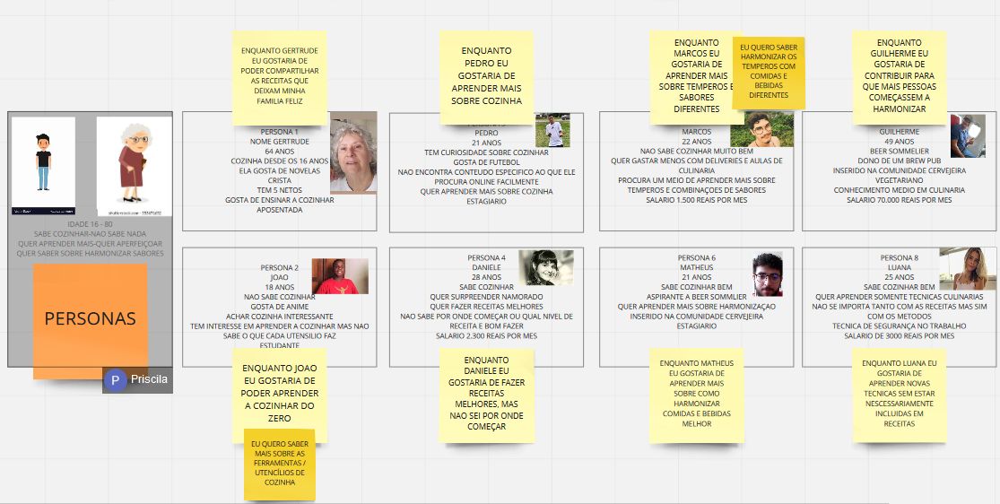 ENQUANTO GERTRUDE
EU GOSTARIA DE
PODER COMPARTILHAR
AS RECEITAS QUE
DEIXAM MINHA
FAMILIA FELIZ
ENQUANTO
PEDRO EU
GOSTARIA DE
APRENDER MAIS
SOBRE COZINHA
ENQUANTO
MARCOS EU
GOSTARIA DE
APRENDER MAIS
SOBRE TEMPEROS E
SABORES
DIFERENTES
EU QUERO SABER
HARMONIZAR OS
TEMPEROS COM
COMIDAS E
BEBIDAS
DIFERENTES
ENQUANTO
GUILHERME EU
GOSTARIA DE
CONTRIBUIR PARA
QUE MAIS PESSOAS
COMEÇASSEM A
HARMONIZAR
IDADE 16 - 80
SABE COZINHAR-NAO SABE NADA
QUER APRENDER MAIS-QUER APERFEIÇOAR
QUER SABER SOBRE HARMONIZAR SABORES
PERSONAS
P Priscila
PERSONA 1
NOME GERTRUDE
64 ANOS
COZINHA DESDE OS 16 ANOS
ELA GOSTA DE NOVELAS
CRISTA
TEM 5 NETOS
GOSTA DE ENSINAR A COZINHAR
APOSENTADA
PEDRO
21 ANOS
TEM CURIOSIDADE SOBRE COZINHAR
GOSTA DE FUTEBOL
NAO ENCONTRA CONTEUDO ESPECIFICO AO QUE ELE
PROCURA ONLINE FACILMENTE
QUER APRENDER MAIS SOBRE COZINHA
ESTAGIARIO
MARCOS
22 ANOS
NAO SABE COZINHAR MUITO BEM
QUER GASTAR MENOS COM DELIVERIES E AULAS DE
CULINARIA
PROCURA UM MEIO DE APRENDER MAIS SOBRE
TEMPEROS E COMBINAÇOES DE SABORES
SALARIO 1.500 REAIS POR MES
GUILHERME
49 ANOS
BEER SOMMELIER
DONO DE UM BREW PUB
INSERIDO NA COMUNIDADE CERVEJEIRA
VEGETARIANO
CONHECIMENTO MEDIO EM CULINARIA
SALARIO 70.000 REAIS POR MES
PERSONA 2
JOAO
18 ANOS
NAO SABE COZINHAR
GOSTA DE ANIME
ACHAR COZINHA INTERESSANTE
TEM INTERESSE EM APRENDER A COZINHAR MAS NAO
SABE O QUE CADA UTENSILIO FAZ
ESTUDANTE
PERSONA 4
DANIELE
28 ANOS
SABE COZINHAR
QUER SURPREENDER NAMORADO
QUER FAZER RECEITAS MELHORES
NAO SABE POR ONDE COMEÇAR OU QUAL NIVEL DE
RECEITA E BOM FAZER
SALARIO 2.300 REAIS POR MES
PERSONA 6
MATHEUS
21 ANOS
SABE COZINHAR BEM
ASPIRANTE A BEER SOMMLIER
QUER APRENDER MAIS SOBRE HARMONIZAÇAO
INSERIDO NA COMUNIDADE CERVEJEIRA
ESTAGIARIO
PERSONA 8
LUANA
25 ANOS
SABE COZINHAR BEM
QUER APRENDER SOMENTE TECNICAS CULINARIAS
NAO SE IMPORTA TANTO COM AS RECEITAS MAS SIM
COM OS METODOS
TECNICA DE SEGURANÇA NO TRABALHO
SALARIO DE 3000 REAIS POR MES
ENQUANTO JOAO
EU GOSTARIA DE
PODER APRENDER
A COZINHAR DO
ZERO
EU QUERO SABER
MAIS SOBRE AS
FERRAMENTAS /
UTENCÍLIOS DE
COZINHA
ENQUANTO
DANIELE EU
GOSTARIA DE FAZER
RECEITAS
MELHORES, MAS
NAO SEI POR ONDE
COMEÇAR
ENQUANTO MATHEUS
EU GOSTARIA DE
APRENDER MAIS
SOBRE COMO
HARMONIZAR
COMIDAS E BEBIDAS
MELHOR
ENQUANTO LUANA EU
GOSTARIA DE
APRENDER NOVAS
TECNICAS SEM ESTAR
NESCESSARIAMENTE
INCLUIDAS EM
RECEITAS